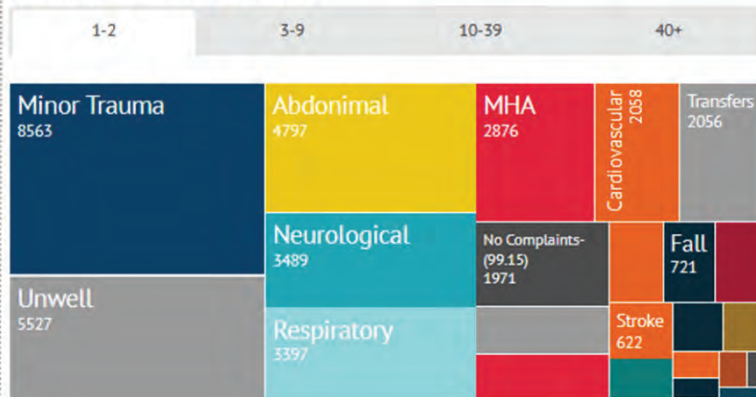 1-2
3-9
10-39
40+
Minor Trauma
8563
Abdonimal
4797
MHA
2876
Cardiovascular
2058
Transfers
2056
Neurological
3489
No Complaints-
(99.15)
1971
Fall
721
Unwell
5527
Respiratory
3397
Stroke
622